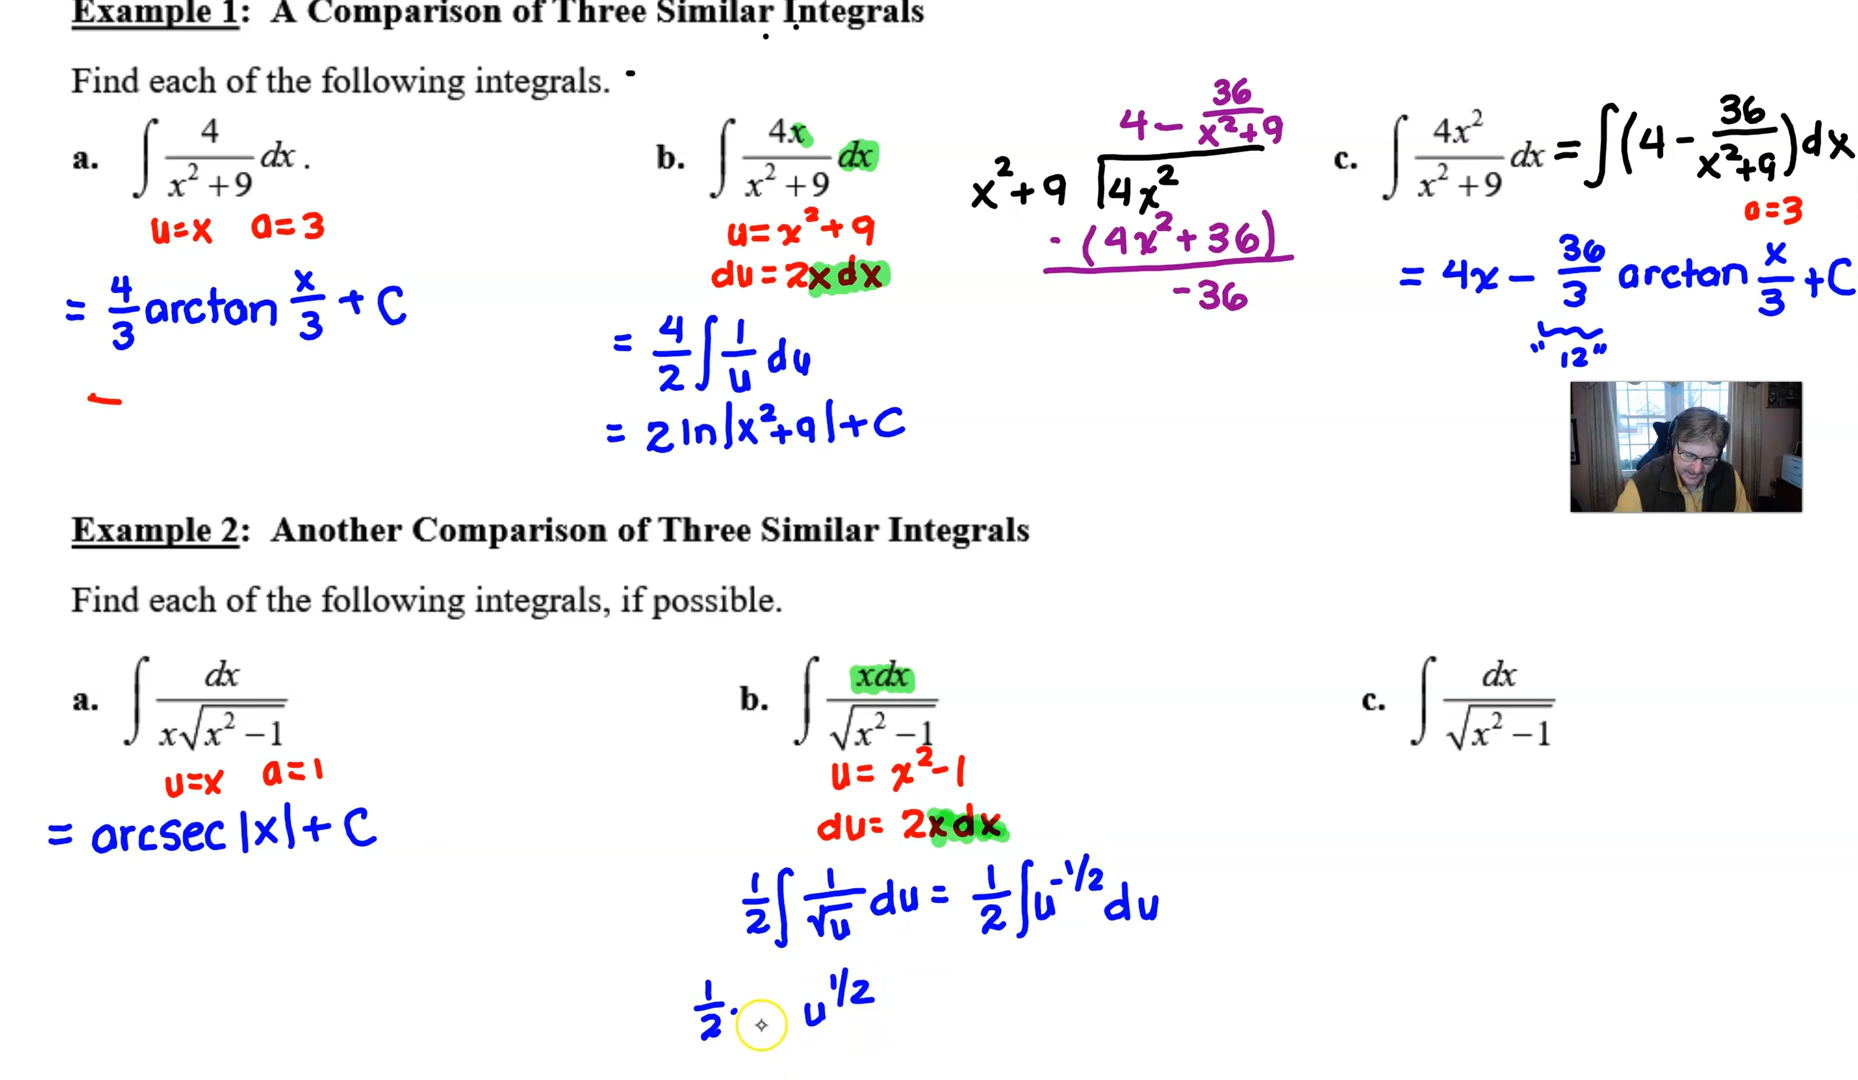 Example 1: A Comparison of Three Similar Integrals
Find each of the following integrals.
a. ∫ 4/(x² + 9) dx .
u = x a = 3
= 4/3 arctan x/3 + C
b. ∫ 4x/(x² + 9) dx
u = x² + 9
du = 2x dx
= 4/2 ∫ 1/u du
= 2 ln|x² + 9| + C
4 - 36/(x² + 9)
x² + 9 ) 4x²
- (4x² + 36)
-36
c. ∫ 4x²/(x² + 9) dx = ∫ (4 - 36/(x² + 9)) dx
a = 3
= 4x - 36/3 arctan x/3 + C
"12"
Example 2: Another Comparison of Three Similar Integrals
Find each of the following integrals, if possible.
a. ∫ dx/(x√(x² - 1))
u = x a = 1
= arcsec|x| + C
b. ∫ xdx/√(x² - 1)
u = x² - 1
du = 2x dx
1/2 ∫ 1/√u du = 1/2 ∫ u^(-1/2) du
1/2 · u^(1/2)
c. ∫ dx/√(x² - 1)